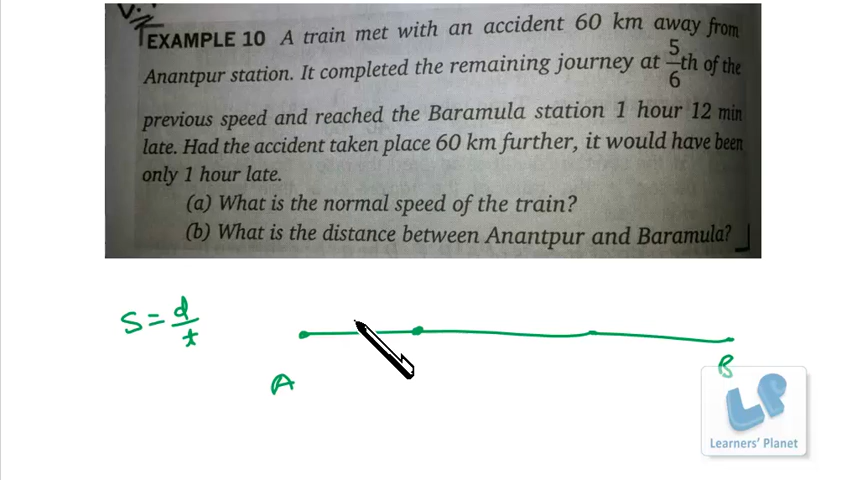 EXAMPLE 10 A train met with an accident 60 km away from
Anantpur station. It completed the remaining journey at 5/6 th of the
previous speed and reached the Baramula station 1 hour 12 min
late. Had the accident taken place 60 km further, it would have been
only 1 hour late.
(a) What is the normal speed of the train?
(b) What is the distance between Anantpur and Baramula?
S = d/t
A
B
LP
Learners' Planet